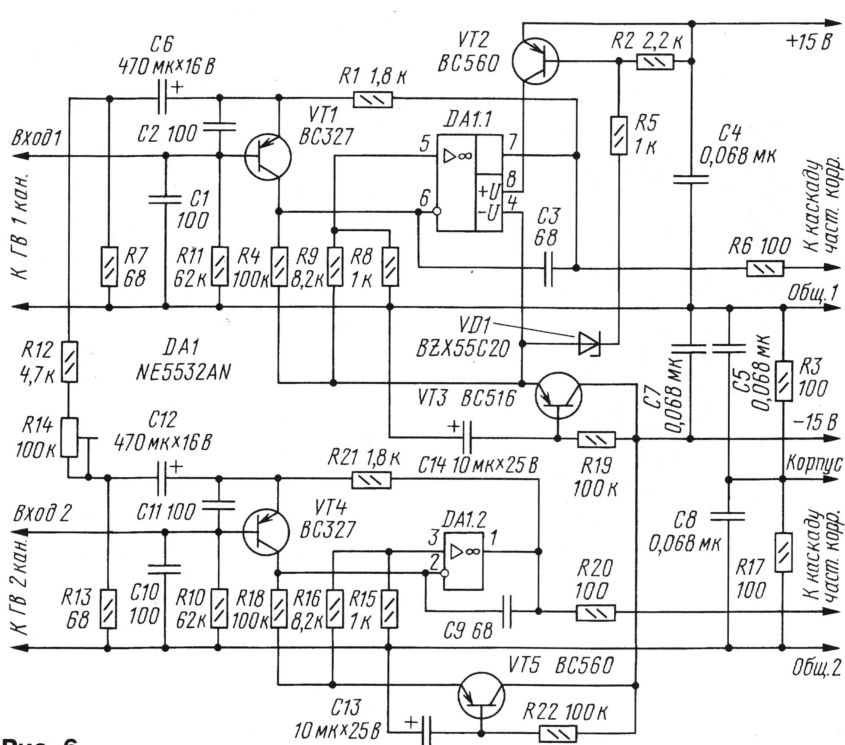 C6
470 мк×16 В
+
R1 1,8 к
VT2
BC560
R2 2,2 к
+15 В
C2 100
VT1
BC327
DA1.1
R5
1 к
C4
0,068 мк
Вход1
5
▷∞
7
8
+U
-U
4
6
К ГВ 1 кан.
C1
100
R7
68
R11
62 к
R4
100к
R9
8,2к
R8
1 к
C3
68
R6 100
К каскаду
част. корр.
Общ.1
VD1
BZX55C20
R12
4,7 к
DA1
NE5532AN
VT3 BC516
C7
0,068 мк
C5
0,068 мк
R3
100
-15 В
R14
100 к
C12
470 мк×16 В
+
R21 1,8 к
+
C14 10 мк×25 В
R19
100 к
Корпус
C11 100
VT4
BC327
DA1.2
Вход 2
3
▷∞
1
2
C8
0,068 мк
К ГВ 2 кан.
R13
68
C10
100
R10
62к
R18
100к
R16
8,2к
R15
1 к
C9 68
R20
100
R17
100
К каскаду
част. корр.
Общ.2
VT5 BC560
C13
10 мк×25 В
+
R22 100 к